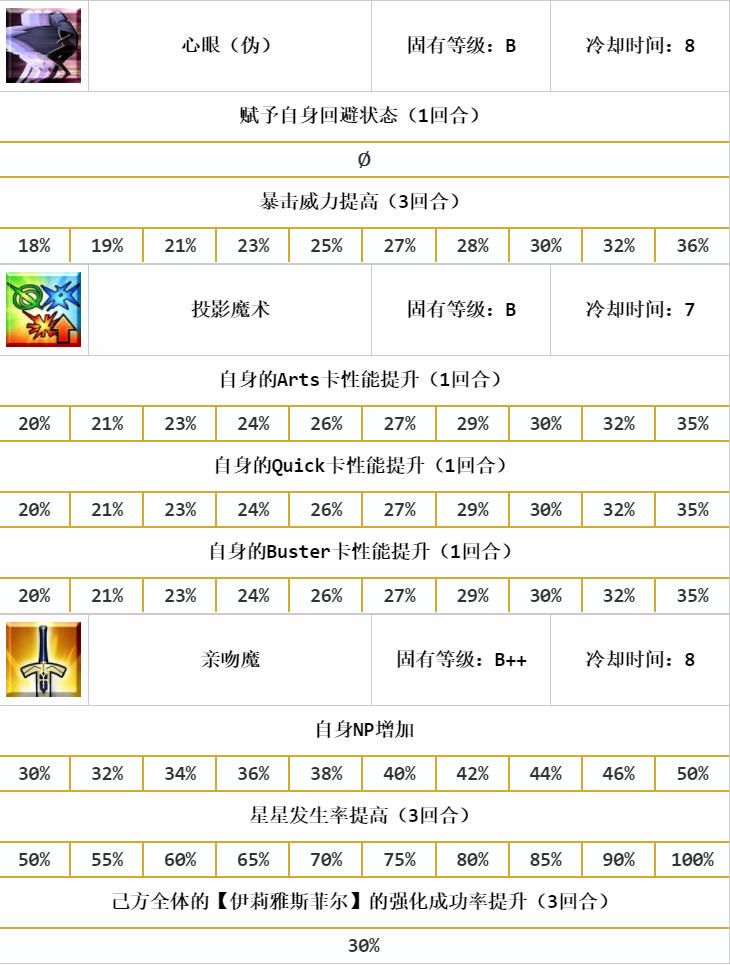 心眼（伪） 固有等级：B 冷却时间：8
赋予自身回避状态（1回合）
Ø
暴击威力提高（3回合）
18% 19% 21% 23% 25% 27% 28% 30% 32% 36%
投影魔术 固有等级：B 冷却时间：7
自身的Arts卡性能提升（1回合）
20% 21% 23% 24% 26% 27% 29% 30% 32% 35%
自身的Quick卡性能提升（1回合）
20% 21% 23% 24% 26% 27% 29% 30% 32% 35%
自身的Buster卡性能提升（1回合）
20% 21% 23% 24% 26% 27% 29% 30% 32% 35%
亲吻魔 固有等级：B++ 冷却时间：8
自身NP增加
30% 32% 34% 36% 38% 40% 42% 44% 46% 50%
星星发生率提高（3回合）
50% 55% 60% 65% 70% 75% 80% 85% 90% 100%
己方全体的【伊莉雅斯菲尔】的强化成功率提升（3回合）
30%